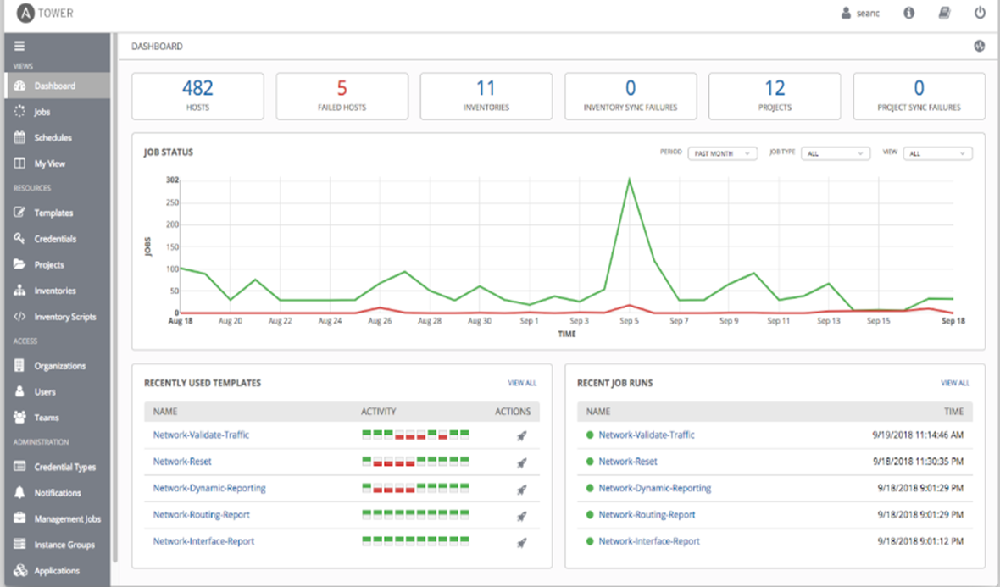 A TOWER
seanc
VIEWS
Dashboard
Jobs
Schedules
My View
RESOURCES
Templates
Credentials
Projects
Inventories
</> Inventory Scripts
ACCESS
Organizations
Users
Teams
ADMINISTRATION
Credential Types
Notifications
Management Jobs
Instance Groups
Applications
DASHBOARD
482
HOSTS
5
FAILED HOSTS
11
INVENTORIES
0
INVENTORY SYNC FAILURES
12
PROJECTS
0
PROJECT SYNC FAILURES
JOB STATUS
PERIOD PAST MONTH JOB TYPE ALL VIEW ALL
JOBS
302
250
200
150
100
50
0
Aug 18 Aug 20 Aug 22 Aug 24 Aug 26 Aug 28 Aug 30 Sep 1 Sep 3 Sep 5 Sep 7 Sep 9 Sep 11 Sep 13 Sep 15 Sep 18
TIME
RECENTLY USED TEMPLATES VIEW ALL
NAME ACTIVITY ACTIONS
Network-Validate-Traffic
Network-Reset
Network-Dynamic-Reporting
Network-Routing-Report
Network-Interface-Report
RECENT JOB RUNS VIEW ALL
NAME TIME
Network-Validate-Traffic 9/19/2018 11:14:46 AM
Network-Reset 9/18/2018 11:30:35 PM
Network-Dynamic-Reporting 9/18/2018 9:01:29 PM
Network-Routing-Report 9/18/2018 9:01:29 PM
Network-Interface-Report 9/18/2018 9:01:12 PM